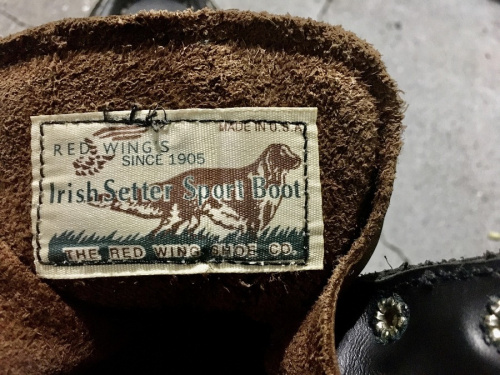 MADE IN U.S.A.
RED WING'S
SINCE 1905
Irish Setter Sport Boot
THE RED WING SHOE CO.